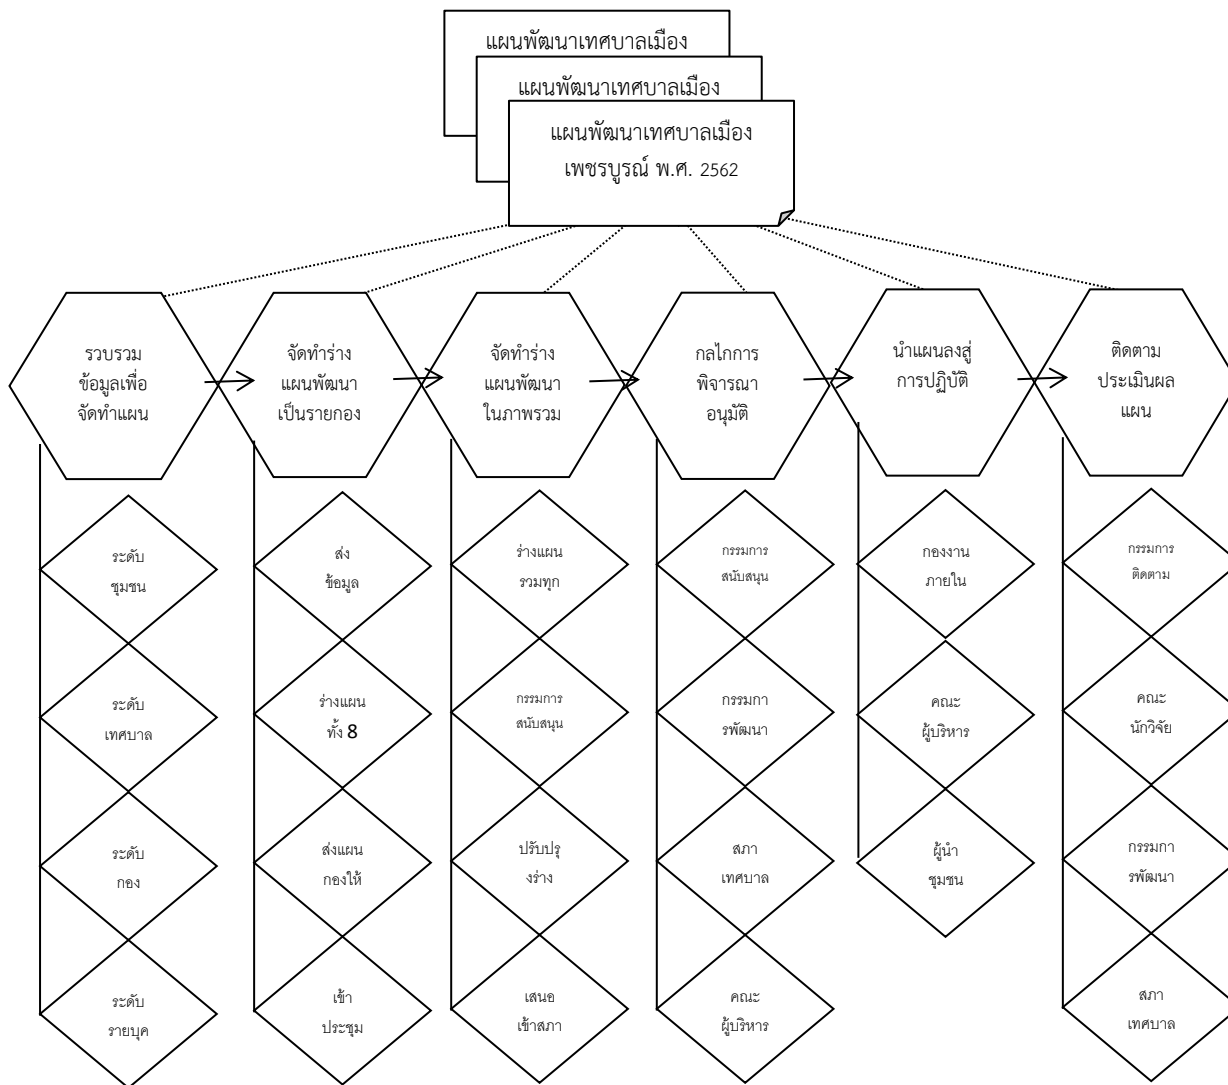 แผนพัฒนาเทศบาลเมือง
แผนพัฒนาเทศบาลเมือง
แผนพัฒนาเทศบาลเมือง
เพชรบูรณ์ พ.ศ. 2562
รวบรวม
ข้อมูลเพื่อ
จัดทำแผน
จัดทำร่าง
แผนพัฒนา
เป็นรายกอง
จัดทำร่าง
แผนพัฒนา
ในภาพรวม
กลไกการ
พิจารณา
อนุมัติ
นำแผนลงสู่
การปฏิบัติ
ติดตาม
ประเมินผล
แผน
ระดับ
ชุมชน
ระดับ
เทศบาล
ระดับ
กอง
ระดับ
รายบุค
ส่ง
ข้อมูล
ร่างแผน
ทั้ง 8
ส่งแผน
กองให้
เข้า
ประชุม
ร่างแผน
รวมทุก
กรรมการ
สนับสนุน
ปรับปรุ
งร่าง
เสนอ
เข้าสภา
กรรมการ
สนับสนุน
กรรมกา
รพัฒนา
สภา
เทศบาล
คณะ
ผู้บริหาร
กองงาน
ภายใน
คณะ
ผู้บริหาร
ผู้นำ
ชุมชน
กรรมการ
ติดตาม
คณะ
นักวิจัย
กรรมกา
รพัฒนา
สภา
เทศบาล